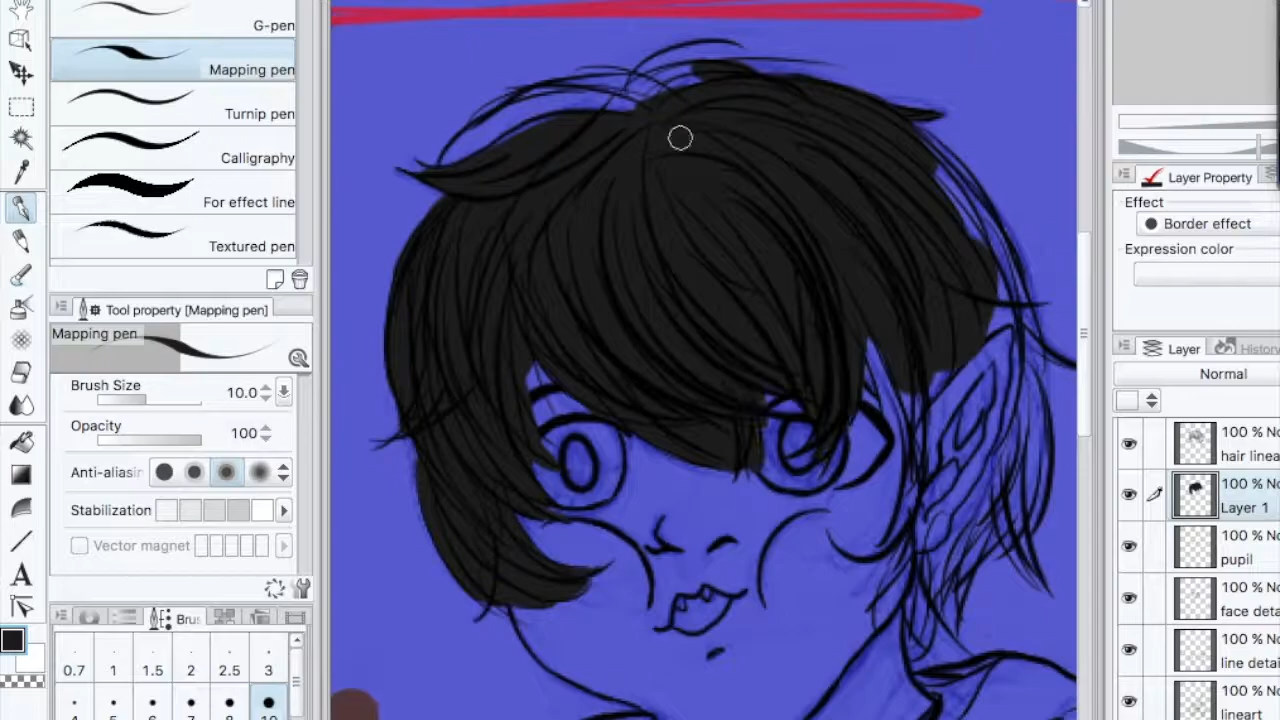 G-pen
Mapping pen
Turnip pen
Calligraphy
For effect line
Textured pen
Tool property [Mapping pen]
Mapping pen
Brush Size
10.0
Opacity
100
Anti-aliasin
Stabilization
Vector magnet
Brus
0.7 1 1.5 2 2.5 3
Layer Property
Effect
Border effect
Expression color
Layer
History
Normal
100 % No
hair linea
100 % No
Layer 1
100 % No
pupil
100 % No
face deta
100 % No
line detai
100 % No
lineart